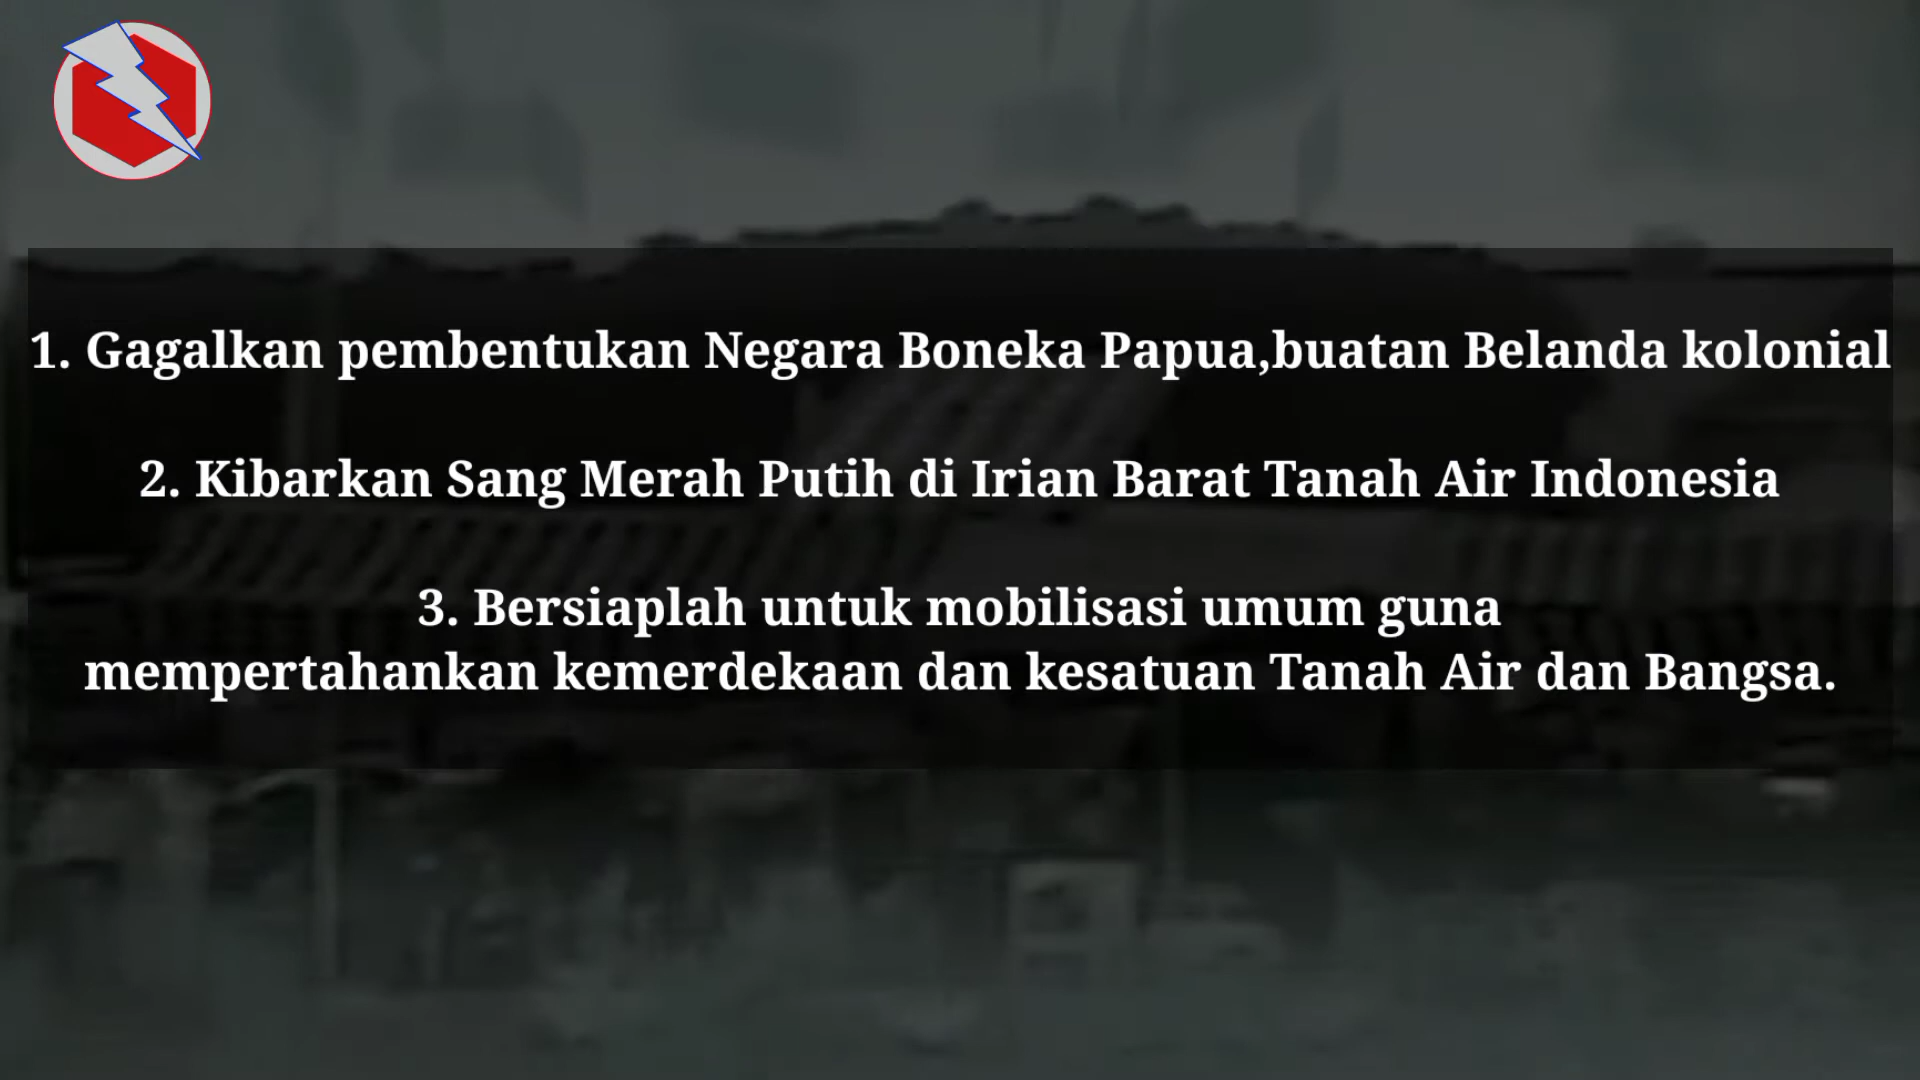 1. Gagalkan pembentukan Negara Boneka Papua,buatan Belanda kolonial
2. Kibarkan Sang Merah Putih di Irian Barat Tanah Air Indonesia
3. Bersiaplah untuk mobilisasi umum guna
mempertahankan kemerdekaan dan kesatuan Tanah Air dan Bangsa.